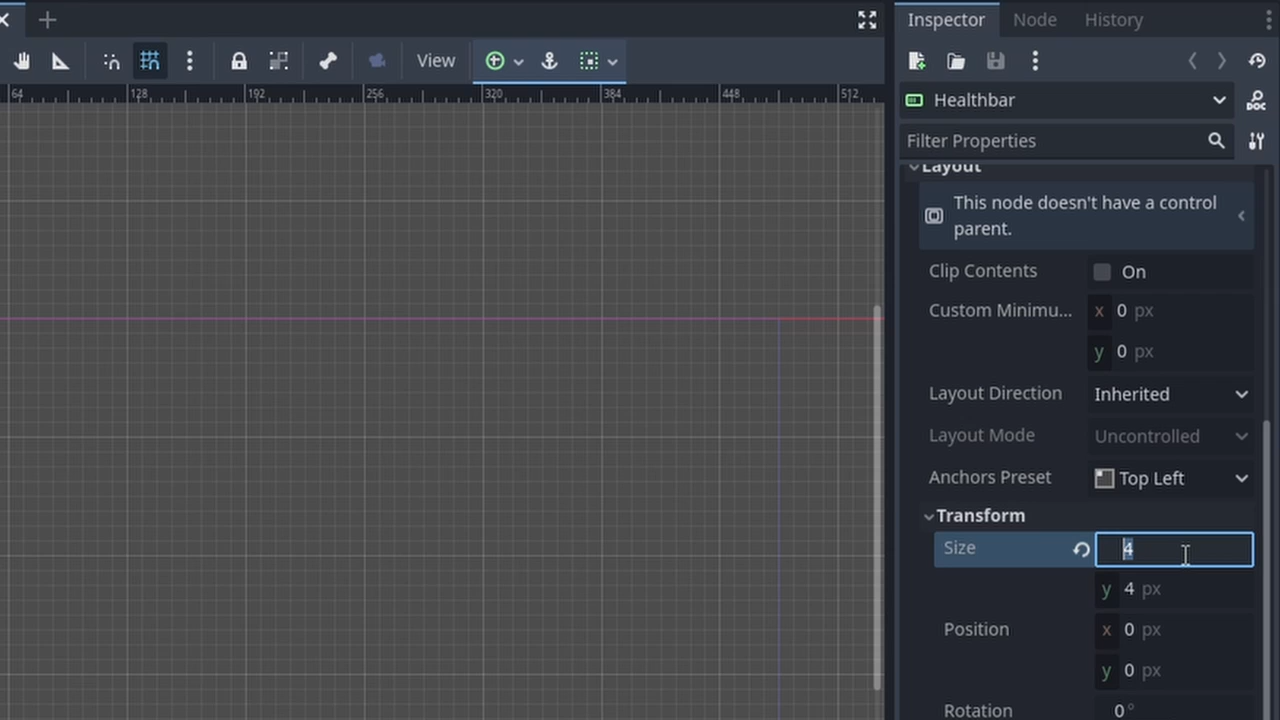 Inspector Node History
View
64 128 192 256 320 384 448 512
Healthbar
DOC
Filter Properties
Layout
This node doesn't have a control
parent.
Clip Contents On
Custom Minimu... x 0 px
y 0 px
Layout Direction Inherited
Layout Mode Uncontrolled
Anchors Preset Top Left
Transform
Size 4
y 4 px
Position x 0 px
y 0 px
Rotation 0°